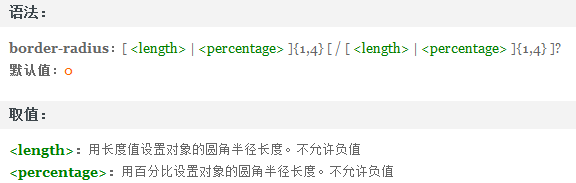 语法：
border-radius：[ <length> | <percentage> ]{1,4} [ / [ <length> | <percentage> ]{1,4} ]?
默认值：0
取值：
<length>：用长度值设置对象的圆角半径长度。不允许负值
<percentage>：用百分比设置对象的圆角半径长度。不允许负值